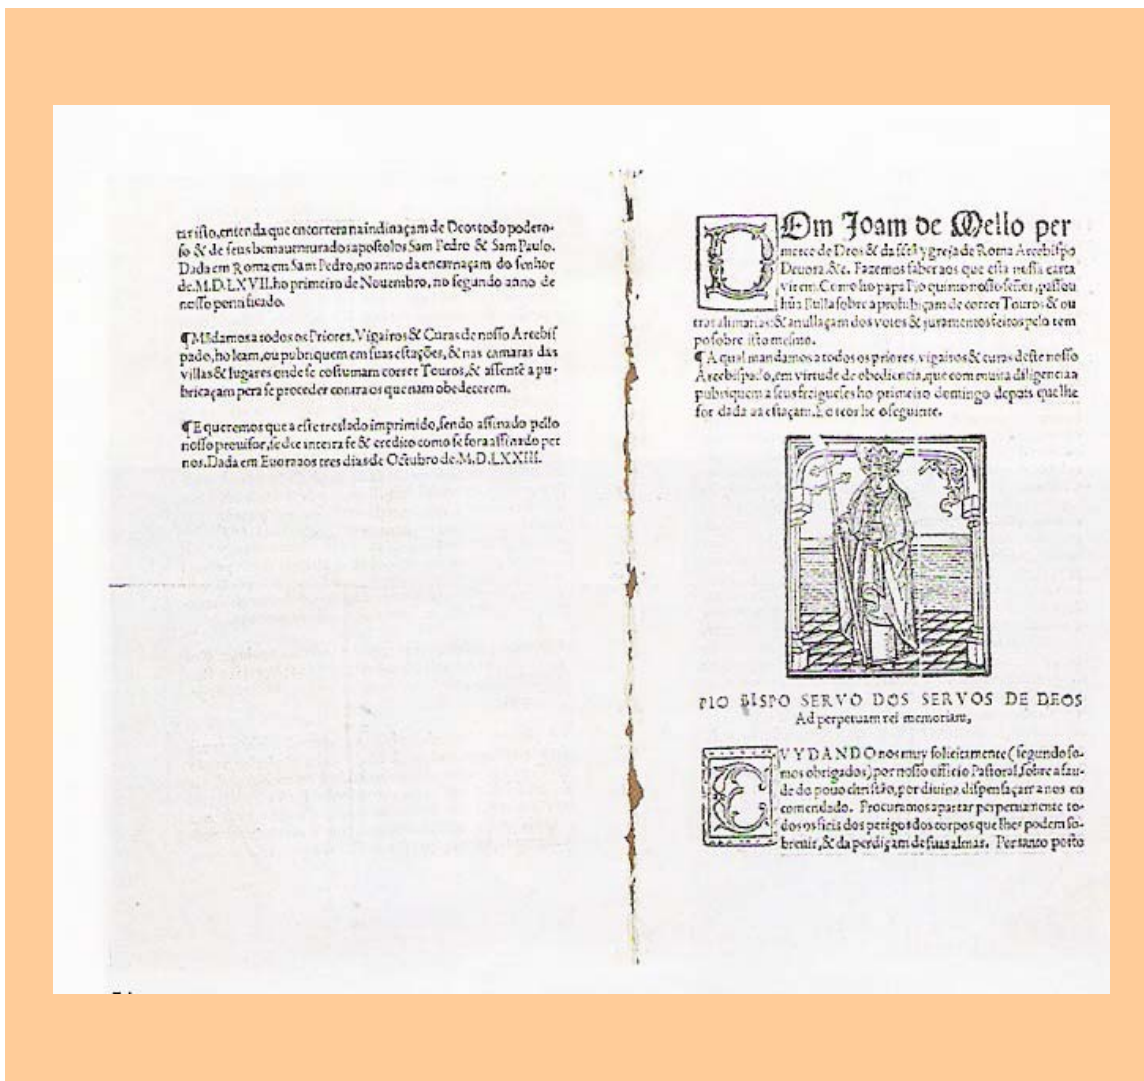 tar isto, entenda que encorrera na indinaçam de Deos todo podero-
so & de seus bemauenturados apostolos Sam Pedro & Sam Paulo.
Dada em Roma em Sam Pedro, no anno da encarnaçam do senhor
de. M.D.LXVII. ho primeiro de Nouembro, no segundo anno de
nosso pontificado.
¶ Mãdamos a todos os Priores, Vigairos & Curas de nosso Arcebis
pado, ho leam, ou pubriquem em suas estações, & nas camaras das
villas & lugares onde se costumam correr Touros, & assentẽ a pu-
bricaçam pera se proceder contra os que nam obedecerem.
¶ E queremos que a este treslado imprimido, sendo assinado pello
nosso prouisor, se dee inteira fe & credito como se fora assinado per
nos. Dada em Euora aos tres dias de Octubro de. M.D.LXXIII.
DOm Joam de Mello per
merce de Deos & da sctã ygreja de Roma Arcebispo
Deuora. &c. Fazemos saber aos que esta nossa carta
virem. Como ho papa Pio quinto nosso señor, passou
hũa Bulla sobre a prohibiçam de correr Touros & ou
tras alimarias & anullaçam dos votos & juramentos feitos pelo tem
po sobre isto mesmo.
¶ A qual mandamos a todos os priores, vigairos & curas deste nosso
Arcebispado, em virtude de obediencia, que com muita diligencia a
pubriquem a seus freigueses ho primeiro domingo depois que lhe
for dada aa estaçam. E o teor he o seguinte.
PIO BISPO SERVO DOS SERVOS DE DEOS
Ad perpetuam rei memoriam,
CVYDANDO nos muy solicitamente (segundo so-
mos obrigados) por nosso officio Pastoral, sobre a sau-
de do pouo christão, por diuina dispensaçam a nos en
comendado. Procuramos apartar perpetuamente to-
dos os fieis dos perigos dos corpos que lhes podem so-
breuir, & da perdiçam de suas almas. Per tanto posto